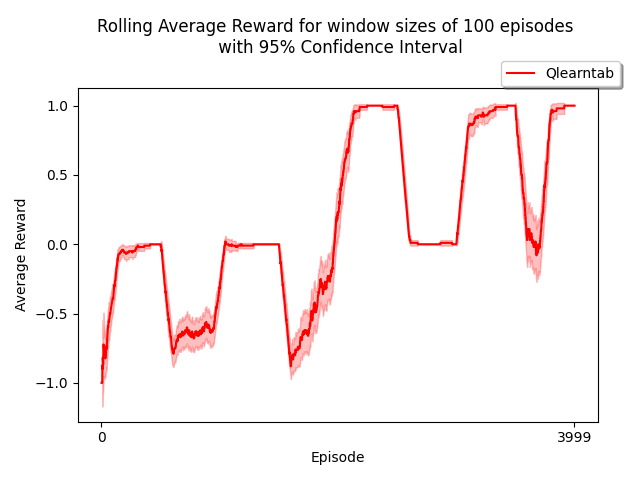 Rolling Average Reward for window sizes of 100 episodes
with 95% Confidence Interval
Qlearntab
1.0
0.5
0.0
−0.5
−1.0
Average Reward
0
3999
Episode